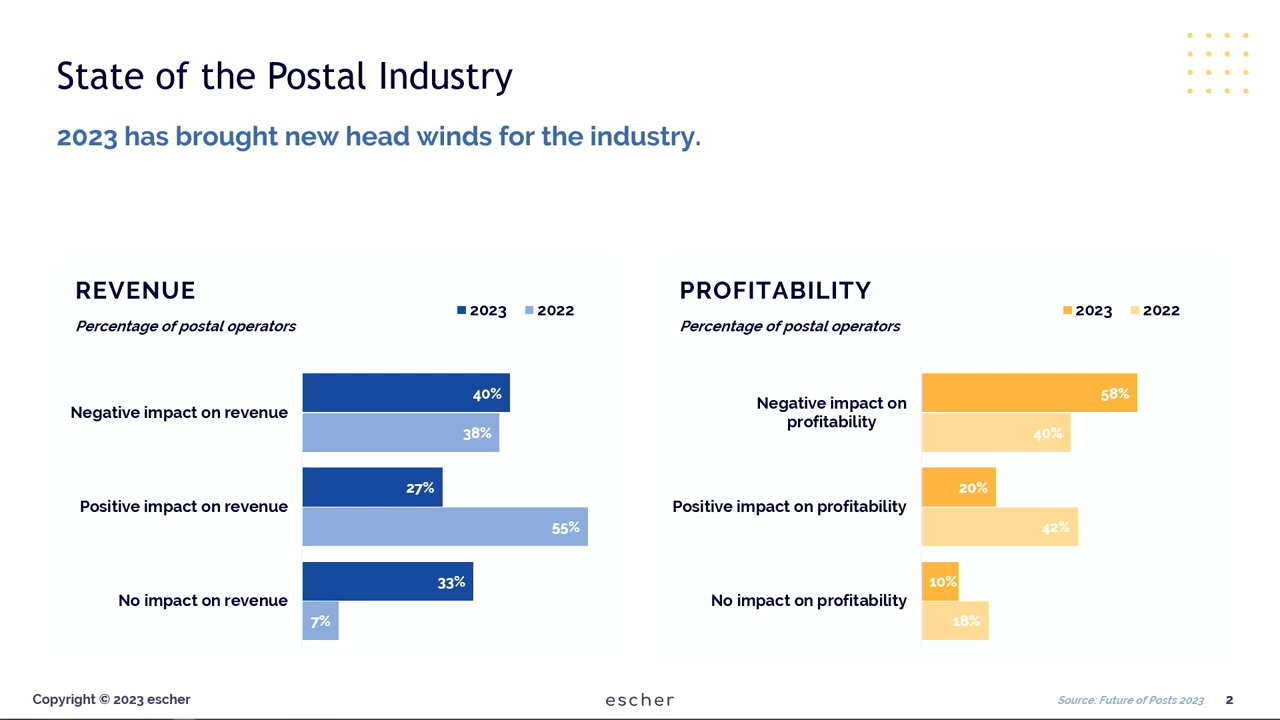 State of the Postal Industry
2023 has brought new head winds for the industry.
REVENUE
Percentage of postal operators
2023 2022
Negative impact on revenue
40%
38%
Positive impact on revenue
27%
55%
No impact on revenue
33%
7%
PROFITABILITY
Percentage of postal operators
2023 2022
Negative impact on
profitability
58%
40%
Positive impact on profitability
20%
42%
No impact on profitability
10%
18%
Copyright © 2023 escher
escher
Source: Future of Posts 2023
2